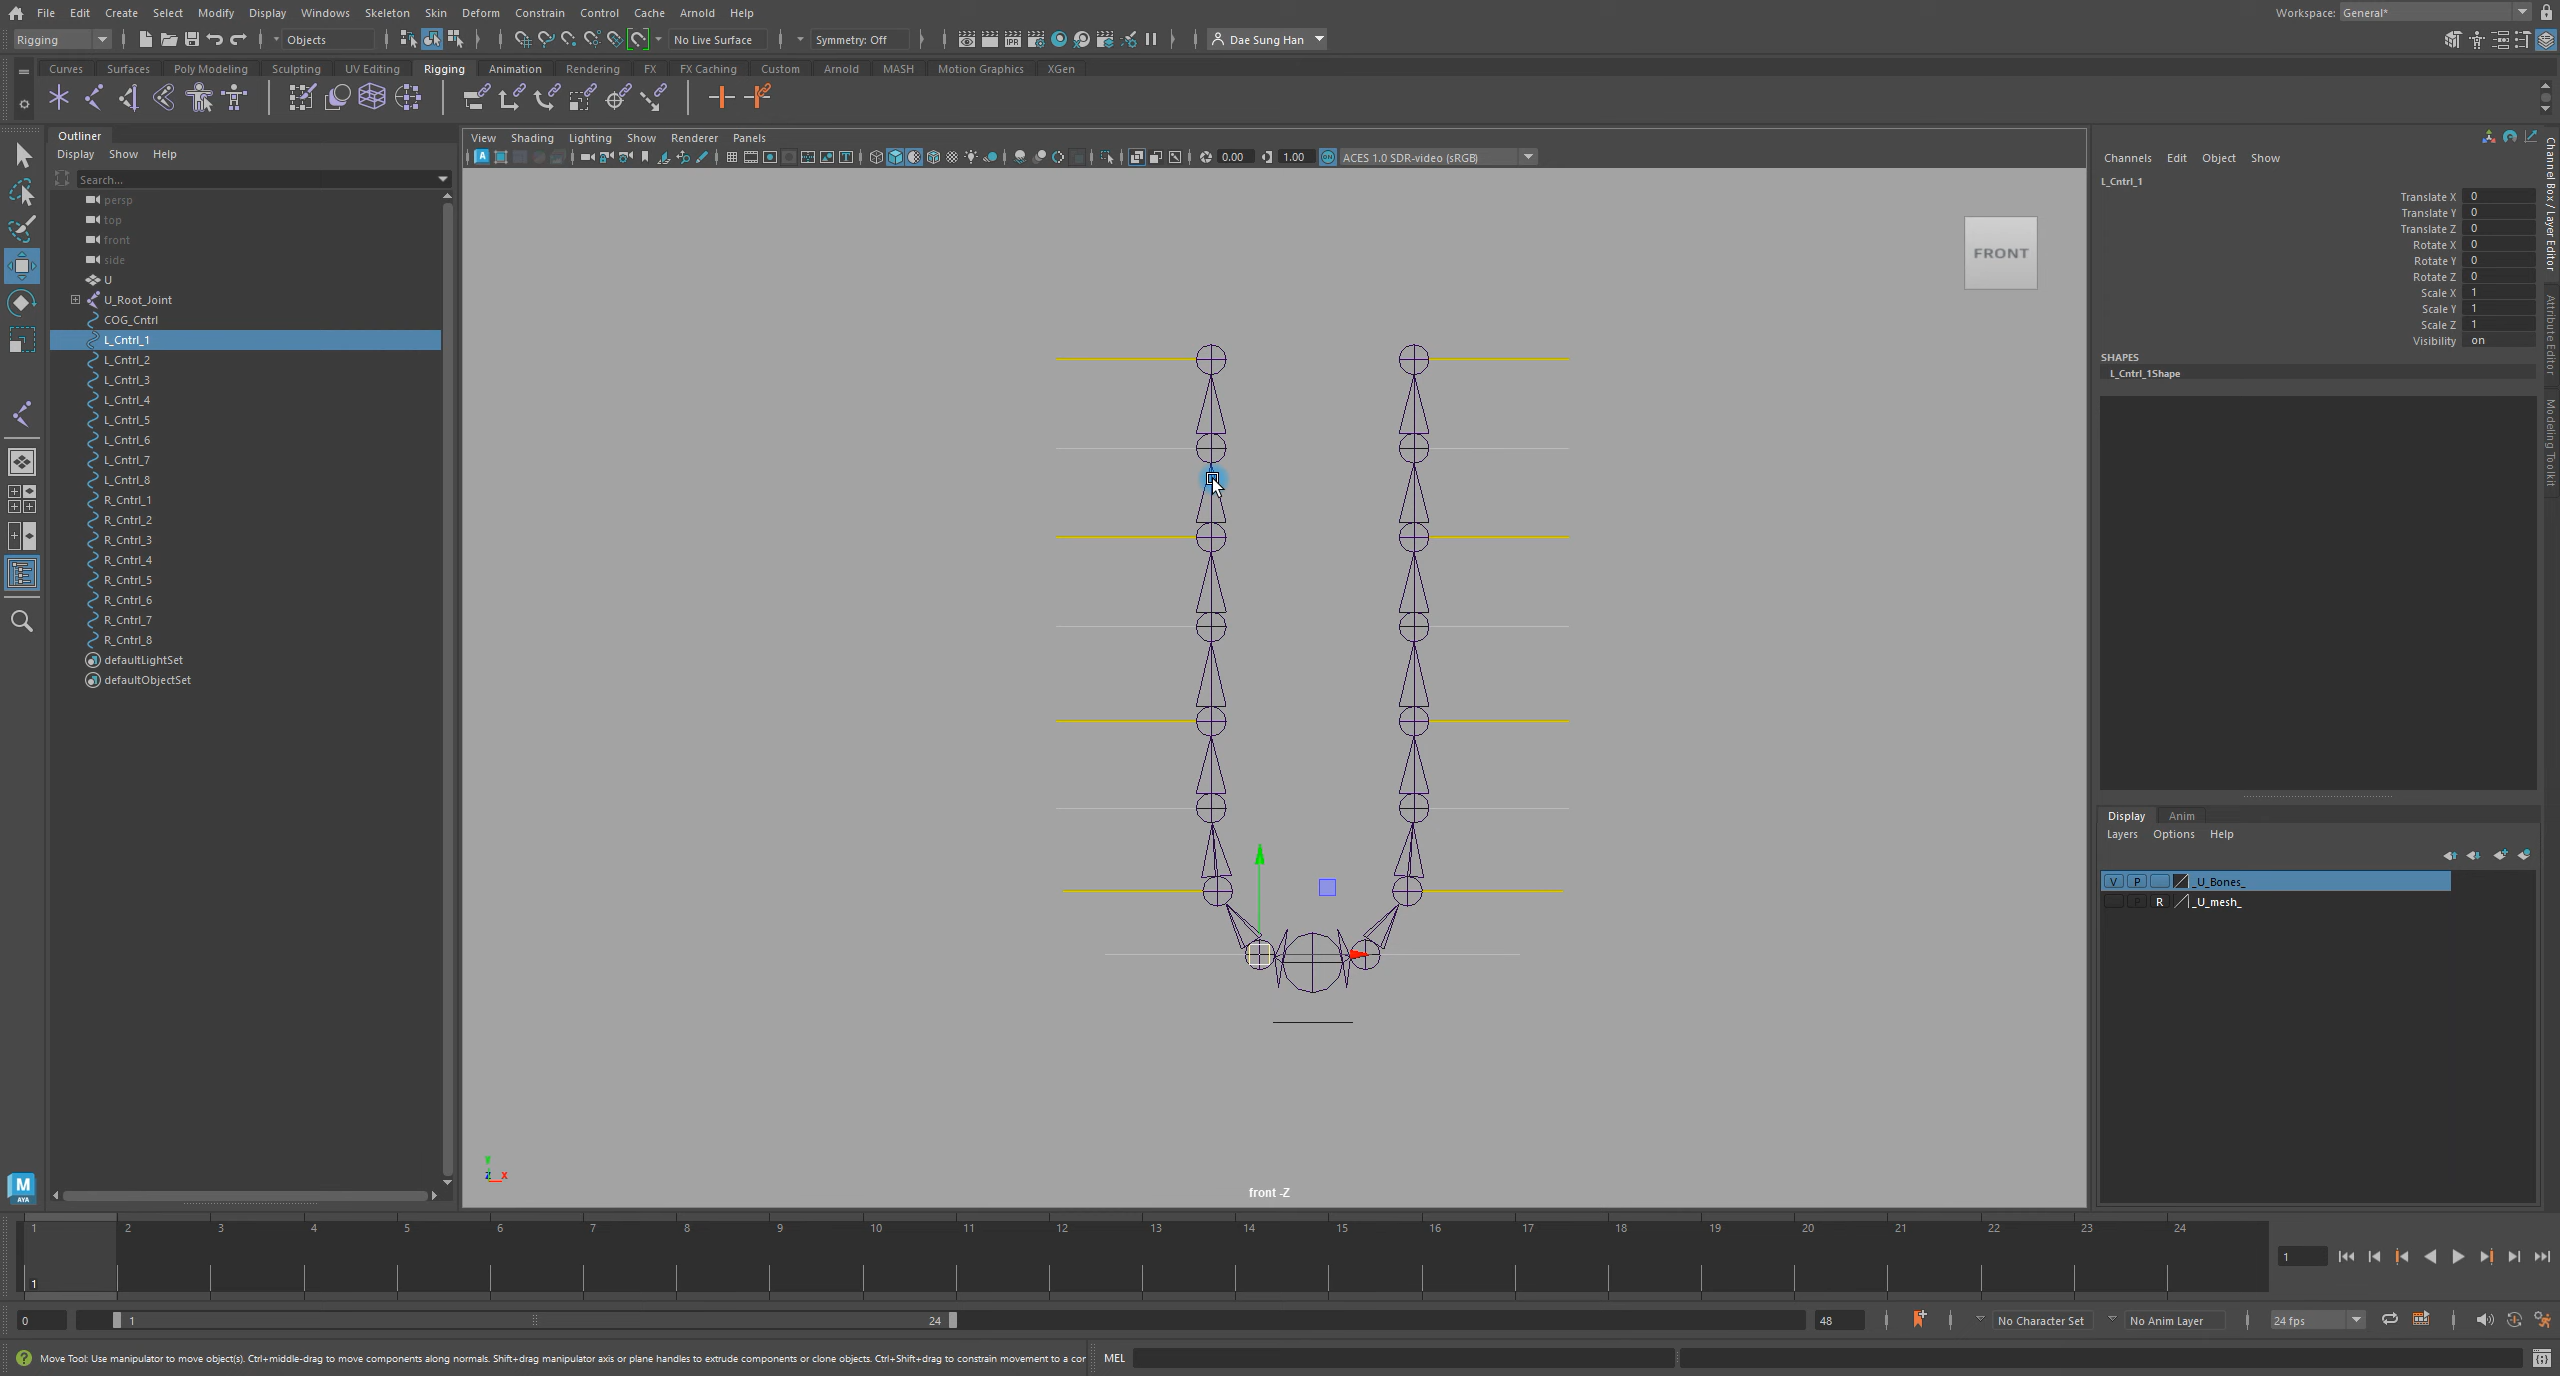 File Edit Create Select Modify Display Windows Skeleton Skin Deform Constrain Control Cache Arnold Help
Workspace: General*
Rigging Objects No Live Surface Symmetry: Off Dae Sung Han
Curves Surfaces Poly Modeling Sculpting UV Editing Rigging Animation Rendering FX FX Caching Custom Arnold MASH Motion Graphics XGen
Outliner
Display Show Help
Search...
persp
top
front
side
U
U_Root_Joint
COG_Cntrl
L_Cntrl_1
L_Cntrl_2
L_Cntrl_3
L_Cntrl_4
L_Cntrl_5
L_Cntrl_6
L_Cntrl_7
L_Cntrl_8
R_Cntrl_1
R_Cntrl_2
R_Cntrl_3
R_Cntrl_4
R_Cntrl_5
R_Cntrl_6
R_Cntrl_7
R_Cntrl_8
defaultLightSet
defaultObjectSet
View Shading Lighting Show Renderer Panels
0.00 1.00 ACES 1.0 SDR-video (sRGB)
FRONT
front -Z
y
z x
Channels Edit Object Show
L_Cntrl_1
Translate X 0
Translate Y 0
Translate Z 0
Rotate X 0
Rotate Y 0
Rotate Z 0
Scale X 1
Scale Y 1
Scale Z 1
Visibility on
SHAPES
L_Cntrl_1Shape
Channel Box / Layer Editor
Attribute Editor
Modeling Toolkit
Display Anim
Layers Options Help
V P _U_Bones_
P R _U_mesh_
M
AYA
1 2 3 4 5 6 7 8 9 10 11 12 13 14 15 16 17 18 19 20 21 22 23 24
1
1
0 1 24 48 No Character Set No Anim Layer 24 fps
Move Tool: Use manipulator to move object(s). Ctrl+middle-drag to move components along normals. Shift+drag manipulator axis or plane handles to extrude components or clone objects. Ctrl+Shift+drag to constrain movement to a cor
MEL